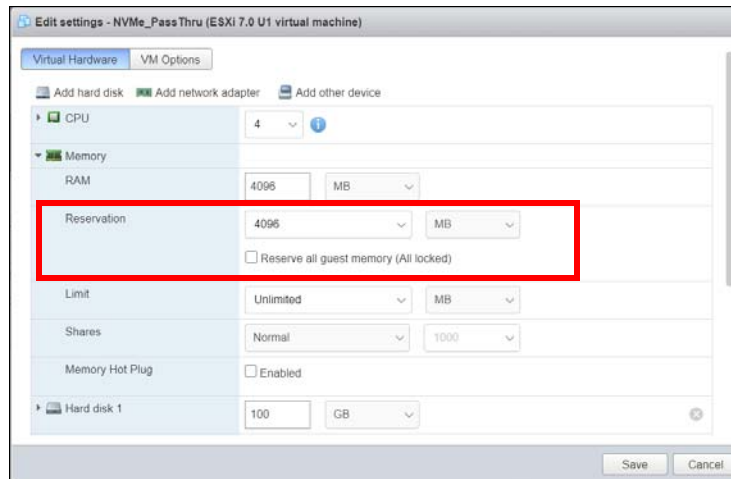 Edit settings - NVMe_PassThru (ESXi 7.0 U1 virtual machine)
Virtual Hardware VM Options
Add hard disk Add network adapter Add other device
CPU 4
Memory
RAM 4096 MB
Reservation 4096 MB
Reserve all guest memory (All locked)
Limit Unlimited MB
Shares Normal 1000
Memory Hot Plug Enabled
Hard disk 1 100 GB
Save Cancel